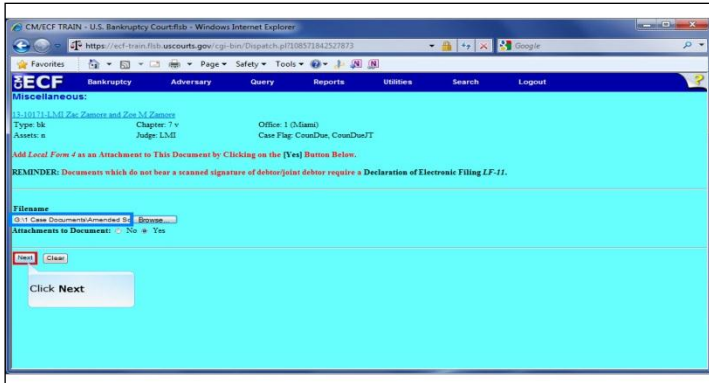 CM/ECF TRAIN - U.S. Bankruptcy Court:flsb - Windows Internet Explorer
https://ecf-train.flsb.uscourts.gov/cgi-bin/Dispatch.pl?108571842527873
Google
Favorites Page Safety Tools
ECF Bankruptcy Adversary Query Reports Utilities Search Logout ?
Miscellaneous:
13-10171-LMI Zac Zamora and Zoe M Zamora
Type: bk Chapter: 7 v Office: 1 (Miami)
Assets: n Judge: LMI Case Flag: CounDue, CounDueJT
Add Local Form 4 as an Attachment to This Document by Clicking on the [Yes] Button Below.
REMINDER: Documents which do not bear a scanned signature of debtor/joint debtor require a Declaration of Electronic Filing LF-11.
Filename
G:\1 Case Documents\Amended Sc Browse...
Attachments to Document: No Yes
Next Clear
Click Next